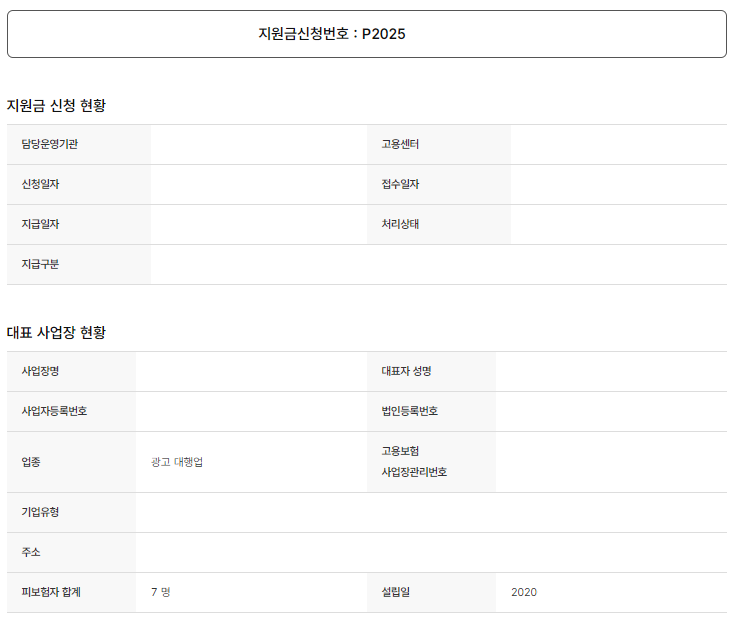 지원금신청번호 : P2025
지원금 신청 현황
담당운영기관 고용센터
신청일자 접수일자
지급일자 처리상태
지급구분
대표 사업장 현황
사업장명 대표자 성명
사업자등록번호 법인등록번호
업종 광고 대행업 고용보험
사업장관리번호
기업유형
주소
피보험자 합계 7 명 설립일 2020